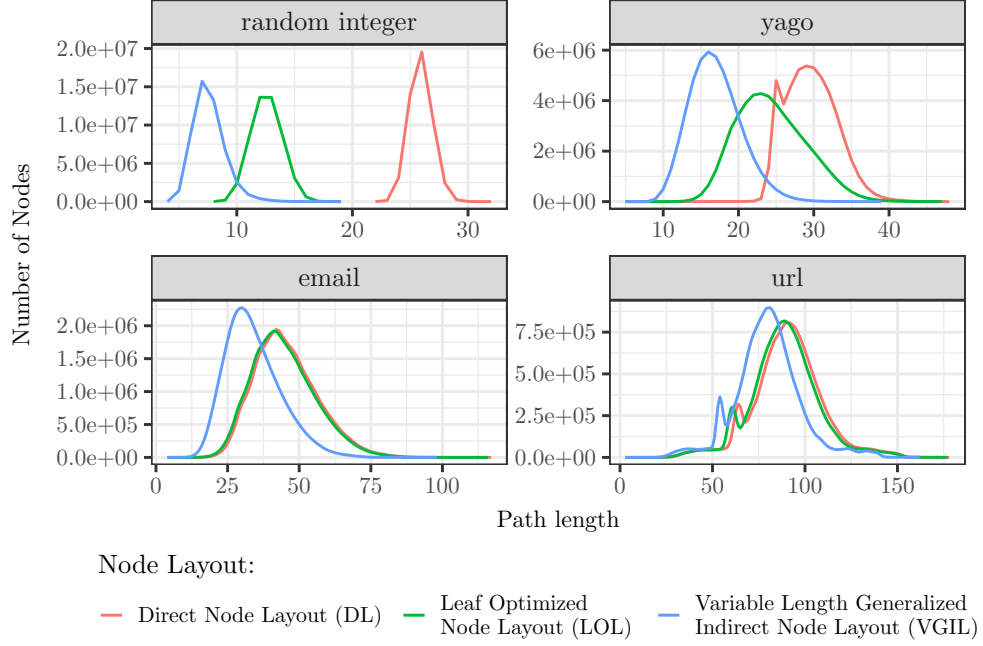 random integer
yago
2.0e+07
1.5e+07
1.0e+07
5.0e+06
0.0e+00
10 20 30
6e+06
4e+06
2e+06
0e+00
10 20 30 40
Number of Nodes
email
url
2.0e+06
1.5e+06
1.0e+06
5.0e+05
0.0e+00
0 25 50 75 100
7.5e+05
5.0e+05
2.5e+05
0.0e+00
0 50 100 150
Path length
Node Layout:
Direct Node Layout (DL)
Leaf Optimized
Node Layout (LOL)
Variable Length Generalized
Indirect Node Layout (VGIL)